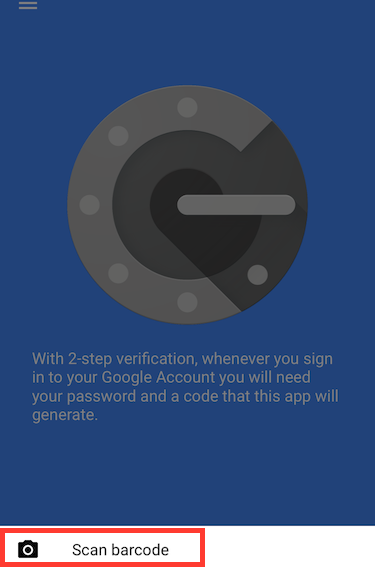 With 2-step verification, whenever you sign
in to your Google Account you will need
your password and a code that this app will
generate.
Scan barcode